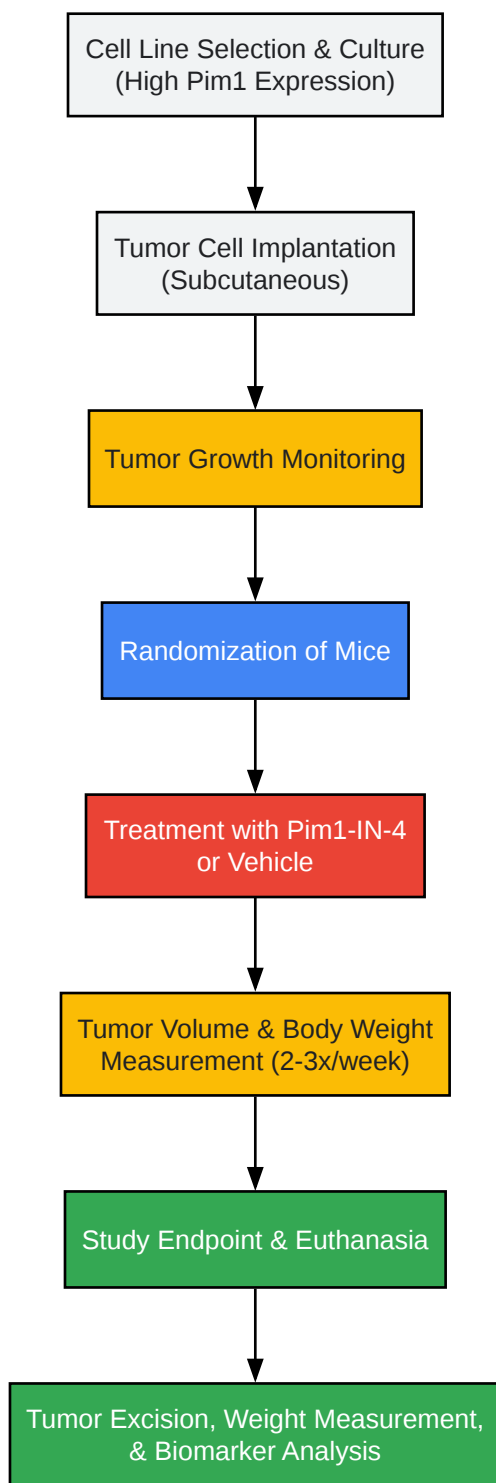 Cell Line Selection & Culture
(High Pim1 Expression)
Tumor Cell Implantation
(Subcutaneous)
Tumor Growth Monitoring
Randomization of Mice
Treatment with Pim1-IN-4
or Vehicle
Tumor Volume & Body Weight
Measurement (2-3x/week)
Study Endpoint & Euthanasia
Tumor Excision, Weight Measurement,
& Biomarker Analysis